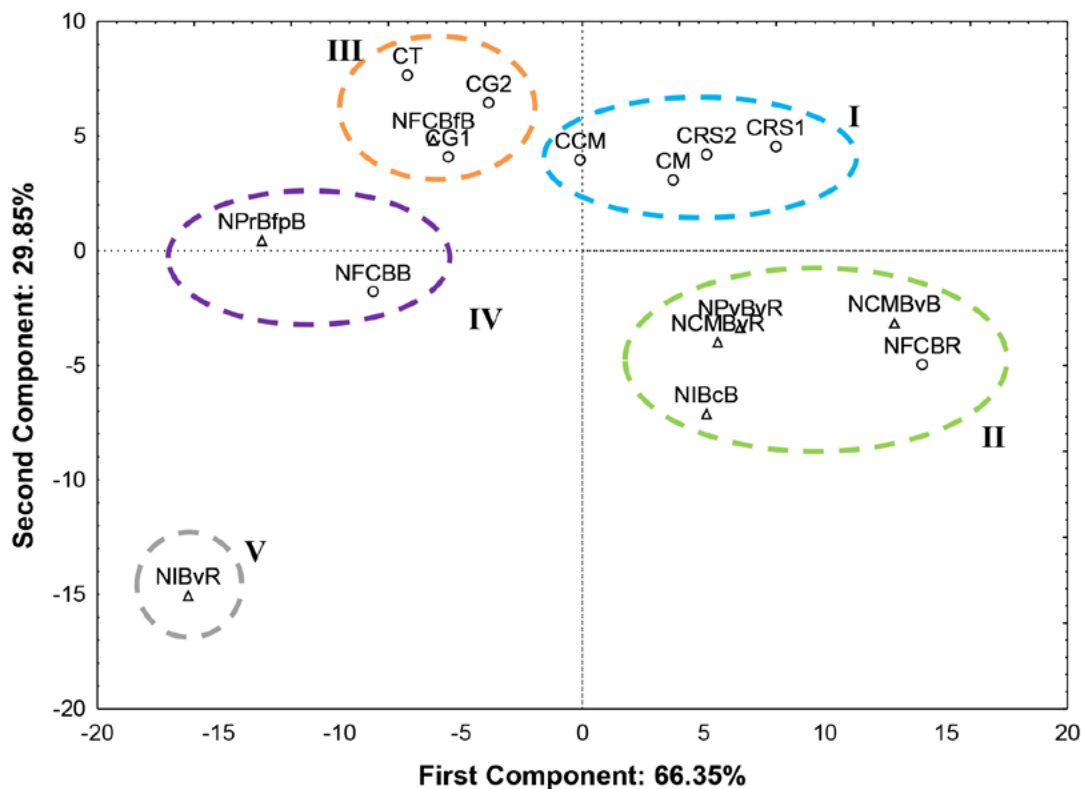 10
III
CT
CG2
I
NFCBfB
CRS2
CRS1
5
CG1
CCM
CM
NPrBfpB
0
NFCBB
IV
NPvBvR
NCMBvB
NCMBvR
NFCBR
-5
NIBcB
II
-10
V
NIBvR
-15
-20
-20
-15
-10
-5
0
5
10
15
20
Second Component: 29.85%
First Component: 66.35%